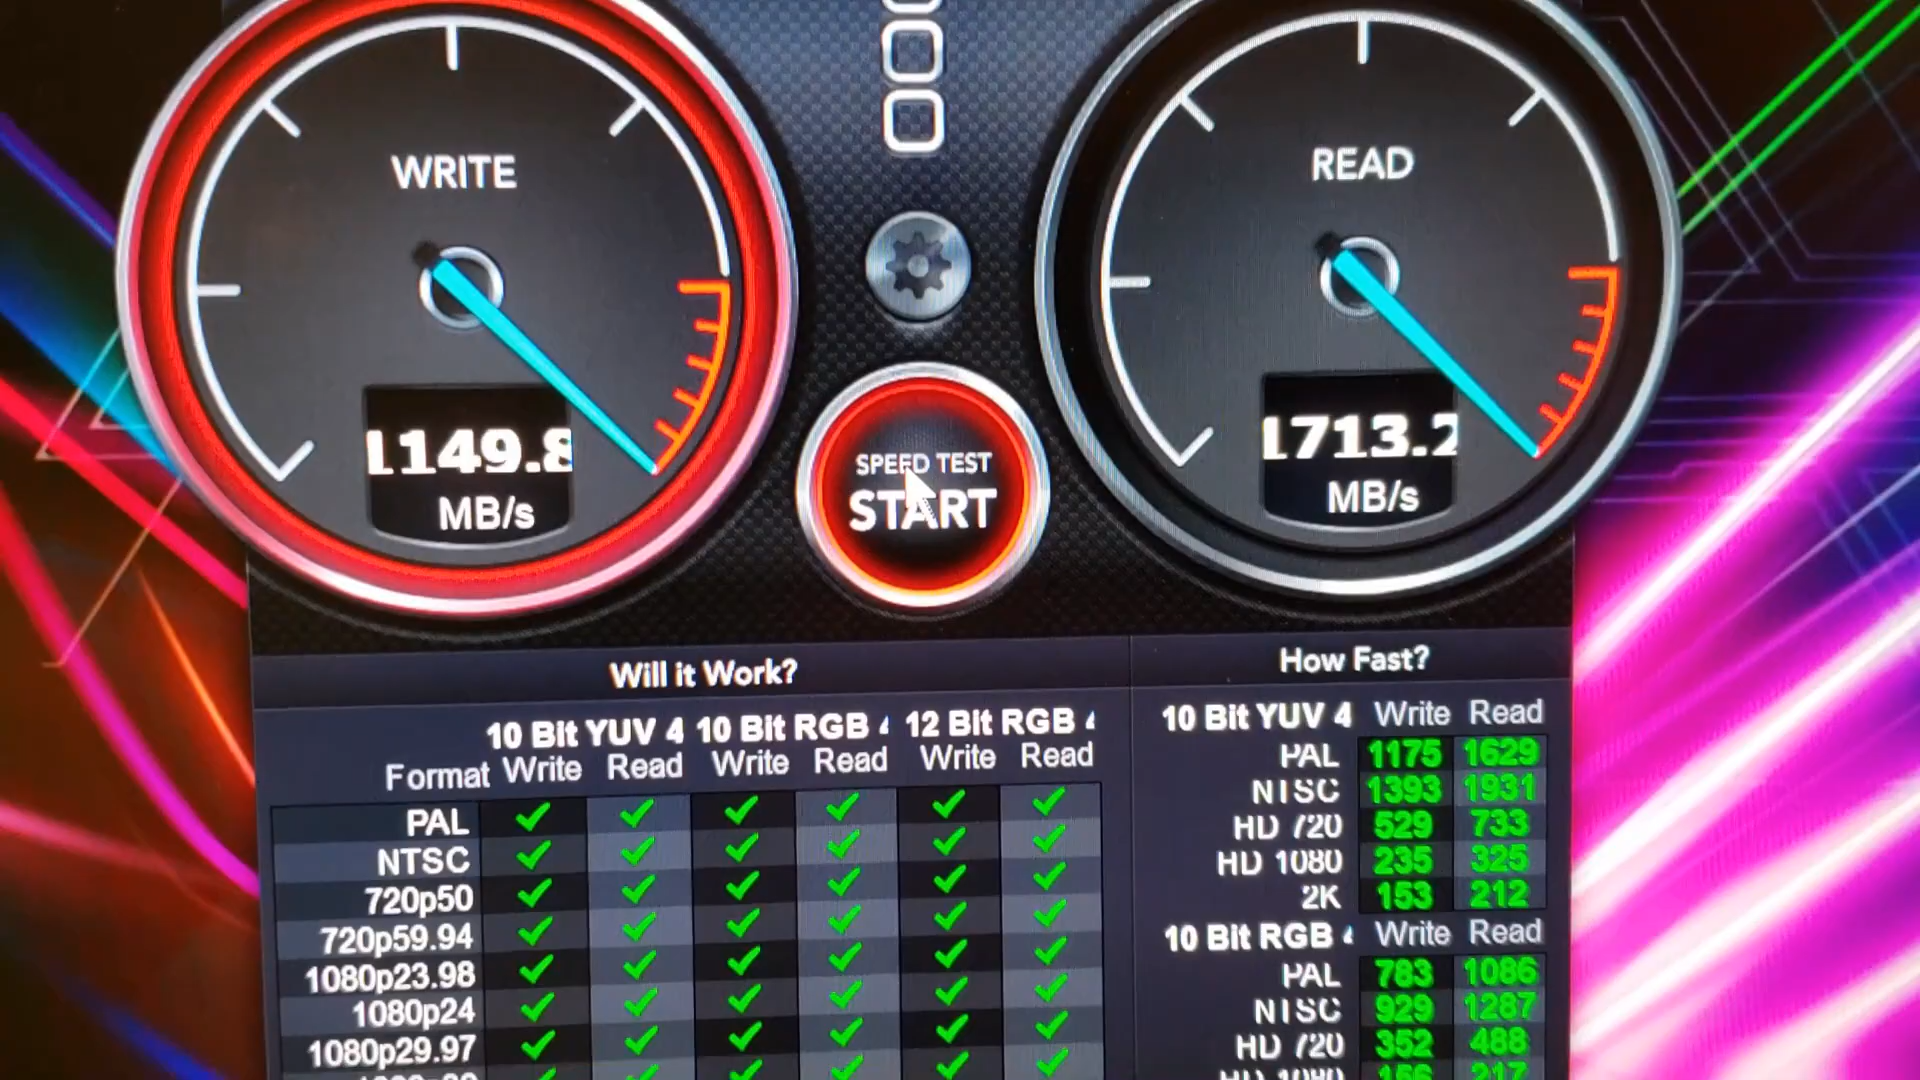 WRITE
READ
1149.8
MB/s
1713.2
MB/s
SPEED TEST
START
Will it Work?
How Fast?
10 Bit YUV 4 10 Bit RGB 12 Bit RGB
Format Write Read Write Read Write Read
PAL
NTSC
720p50
720p59.94
1080p23.98
1080p24
1080p29.97
10 Bit YUV 4 Write Read
PAL 1175 1629
NTSC 1393 1931
HD 720 529 733
HD 1080 235 325
2K 153 212
10 Bit RGB Write Read
PAL 783 1086
NTSC 929 1287
HD 720 352 488
HD 1080 156 217